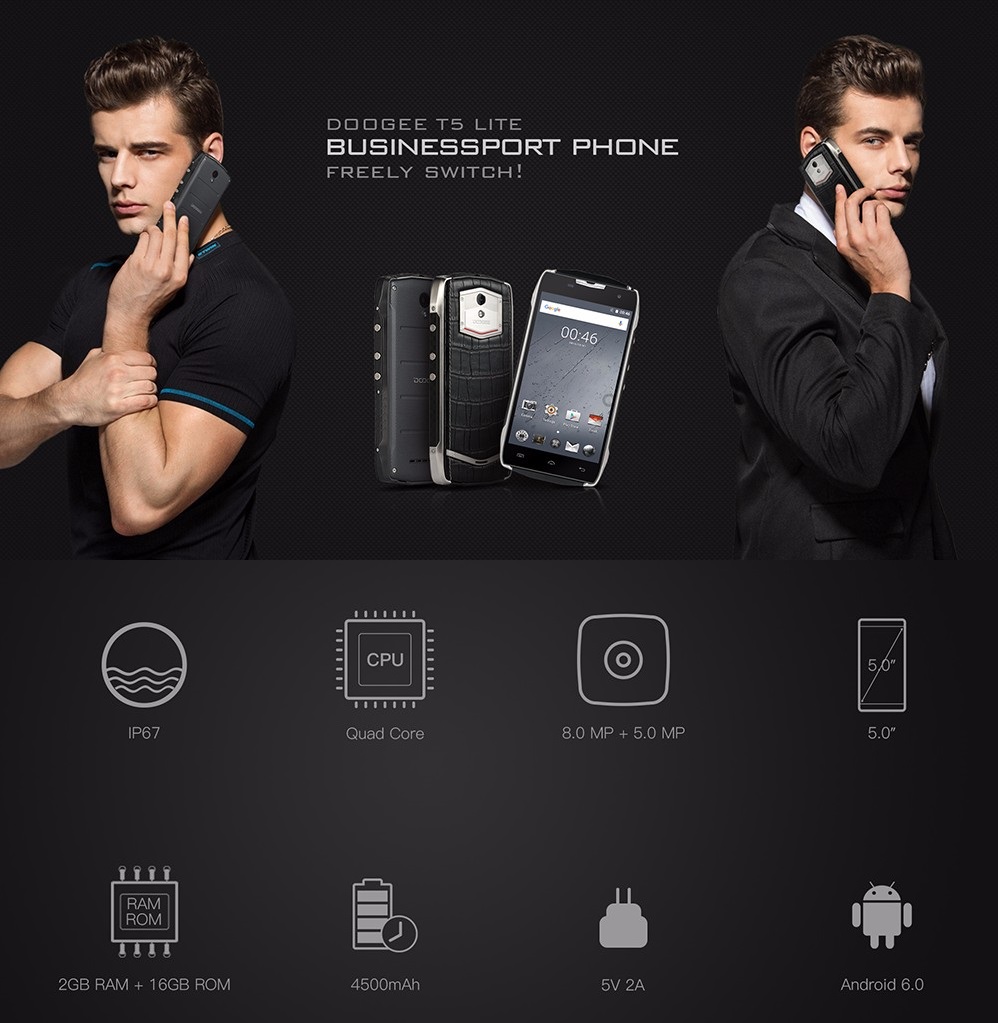 DOOGEE T5 LITE
BUSINESSPORT PHONE
FREELY SWITCH!
Google
00:46
CPU
5.0"
IP67
Quad Core
8.0 MP + 5.0 MP
5.0"
RAM
ROM
2GB RAM + 16GB ROM
4500mAh
5V 2A
Android 6.0